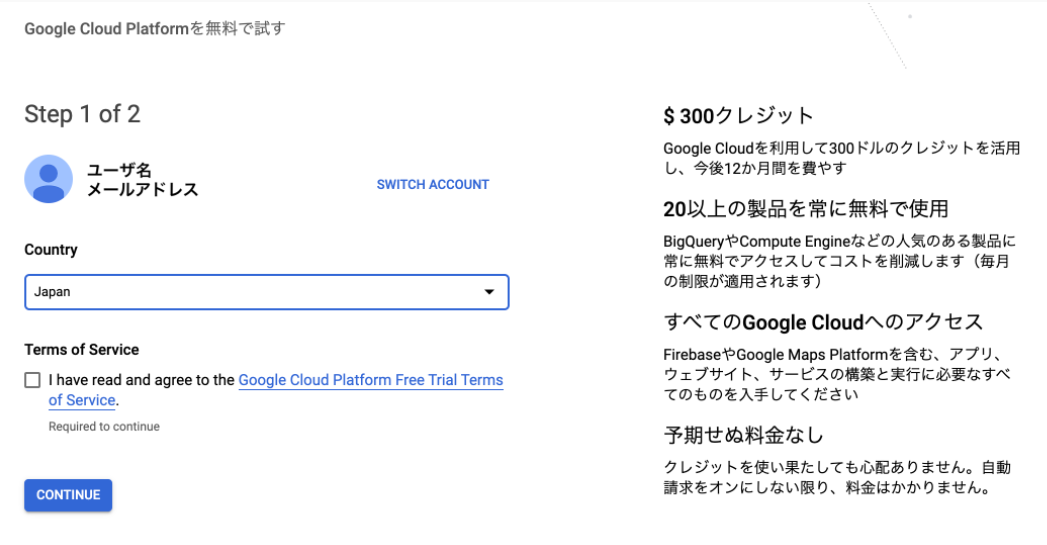 Google Cloud Platformを無料で試す
Step 1 of 2
ユーザ名
メールアドレス
SWITCH ACCOUNT
Country
Japan
Terms of Service
I have read and agree to the Google Cloud Platform Free Trial Terms
of Service.
Required to continue
CONTINUE
$ 300クレジット
Google Cloudを利用して300ドルのクレジットを活用
し、今後12か月間を費やす
20以上の製品を常に無料で使用
BigQueryやCompute Engineなどの人気のある製品に
常に無料でアクセスしてコストを削減します（毎月
の制限が適用されます）
すべてのGoogle Cloudへのアクセス
FirebaseやGoogle Maps Platformを含む、アプリ、
ウェブサイト、サービスの構築と実行に必要なすべ
てのものを入手してください
予期せぬ料金なし
クレジットを使い果たしても心配ありません。自動
請求をオンにしない限り、料金はかかりません。